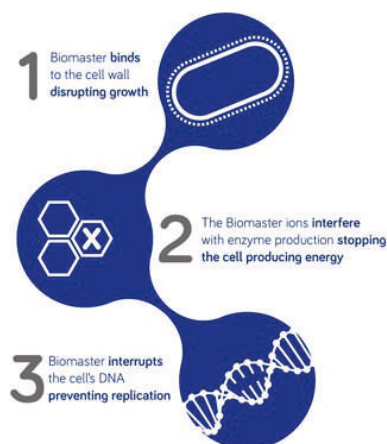 1
Biomaster binds
to the cell wall
disrupting growth
X
2
The Biomaster ions interfere
with enzyme production stopping
the cell producing energy
3
Biomaster interrupts
the cell's DNA
preventing replication